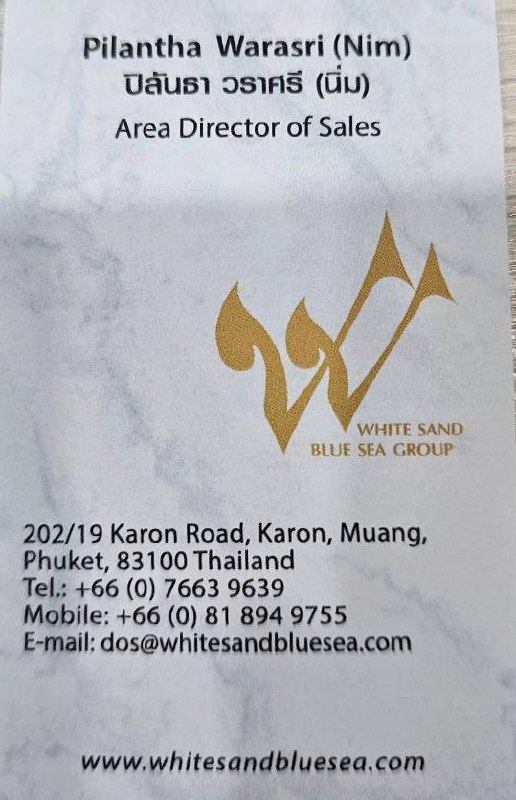 Pilantha Warasri (Nim)
ปิลันธา วราศรี (นิ่ม)
Area Director of Sales
WHITE SAND
BLUE SEA GROUP
202/19 Karon Road, Karon, Muang,
Phuket, 83100 Thailand
Tel.: +66 (0) 7663 9639
Mobile: +66 (0) 81 894 9755
E-mail: dos@whitesandbluesea.com
www.whitesandbluesea.com